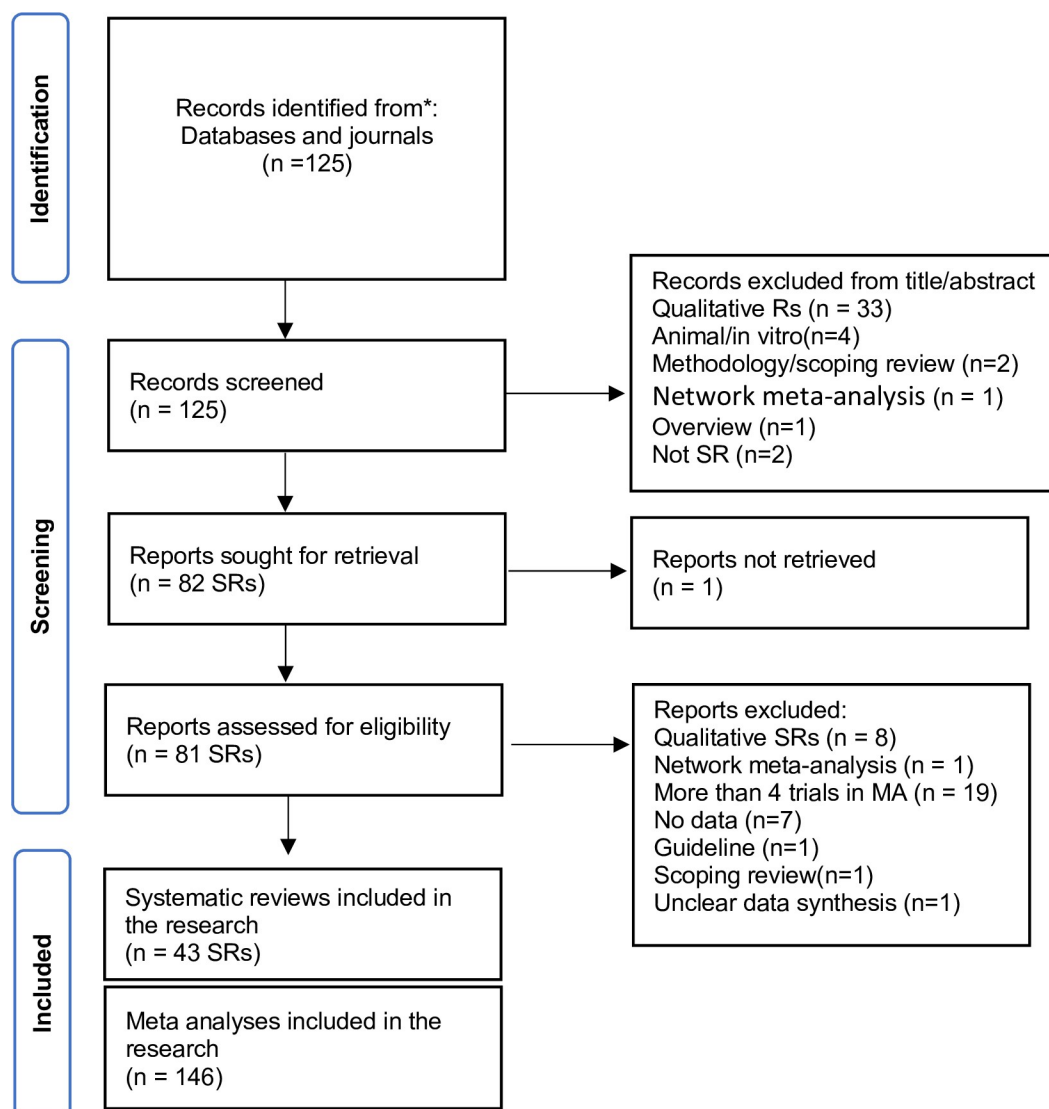 Identification
Records identified from*:
Databases and journals
(n =125)
Records excluded from title/abstract
Qualitative Rs (n = 33)
Animal/in vitro(n=4)
Methodology/scoping review (n=2)
Network meta-analysis (n = 1)
Overview (n=1)
Not SR (n=2)
Screening
Records screened
(n = 125)
Reports sought for retrieval
(n = 82 SRs)
Reports not retrieved
(n = 1)
Reports assessed for eligibility
(n = 81 SRs)
Reports excluded:
Qualitative SRs (n = 8)
Network meta-analysis (n = 1)
More than 4 trials in MA (n = 19)
No data (n=7)
Guideline (n=1)
Scoping review(n=1)
Unclear data synthesis (n=1)
Included
Systematic reviews included in
the research
(n = 43 SRs)
Meta analyses included in the
research
(n = 146)